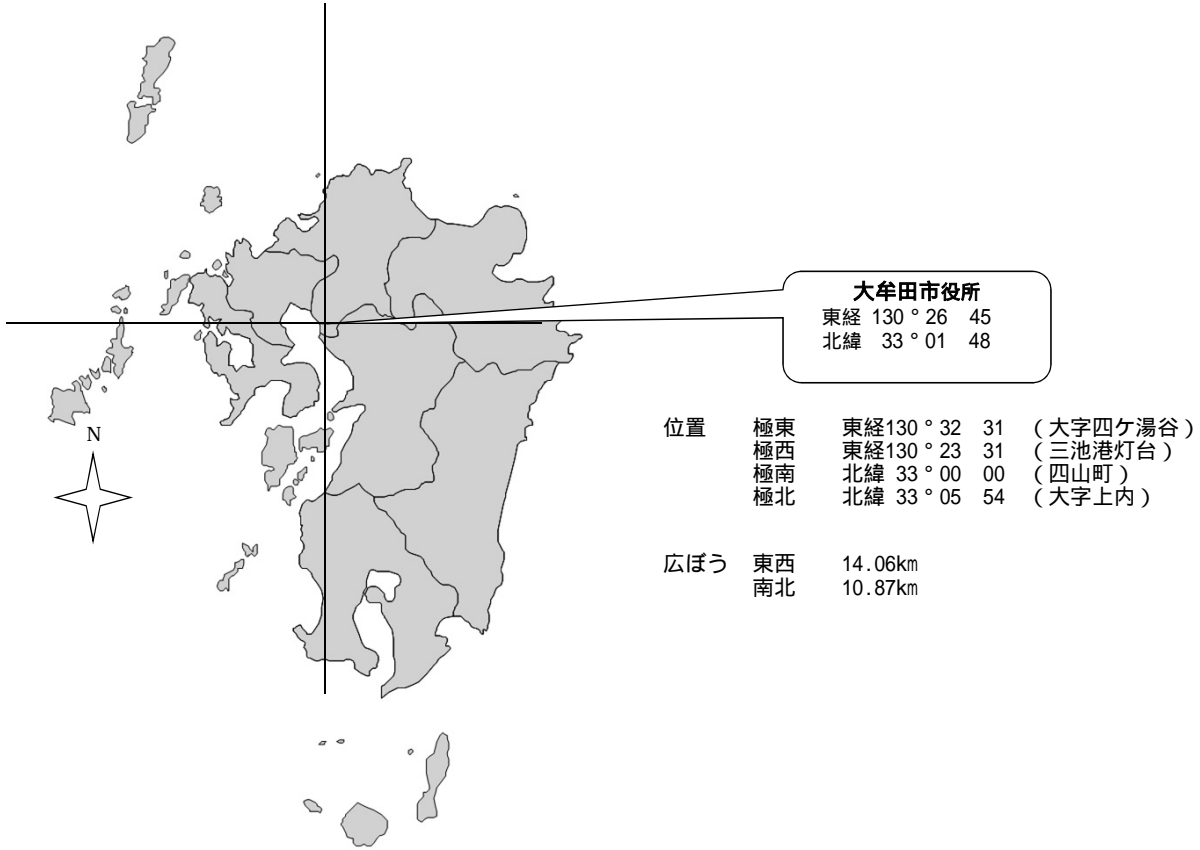 大牟田市役所
東経 130 ° 26 45
北緯 33 ° 01 48
N
位置 極東 東経130 ° 32 31 (大字四ケ湯谷)
極西 東経130 ° 23 31 (三池港灯台)
極南 北緯 33 ° 00 00 (四山町)
極北 北緯 33 ° 05 54 (大字上内)
広ぼう 東西 14.06km
南北 10.87km